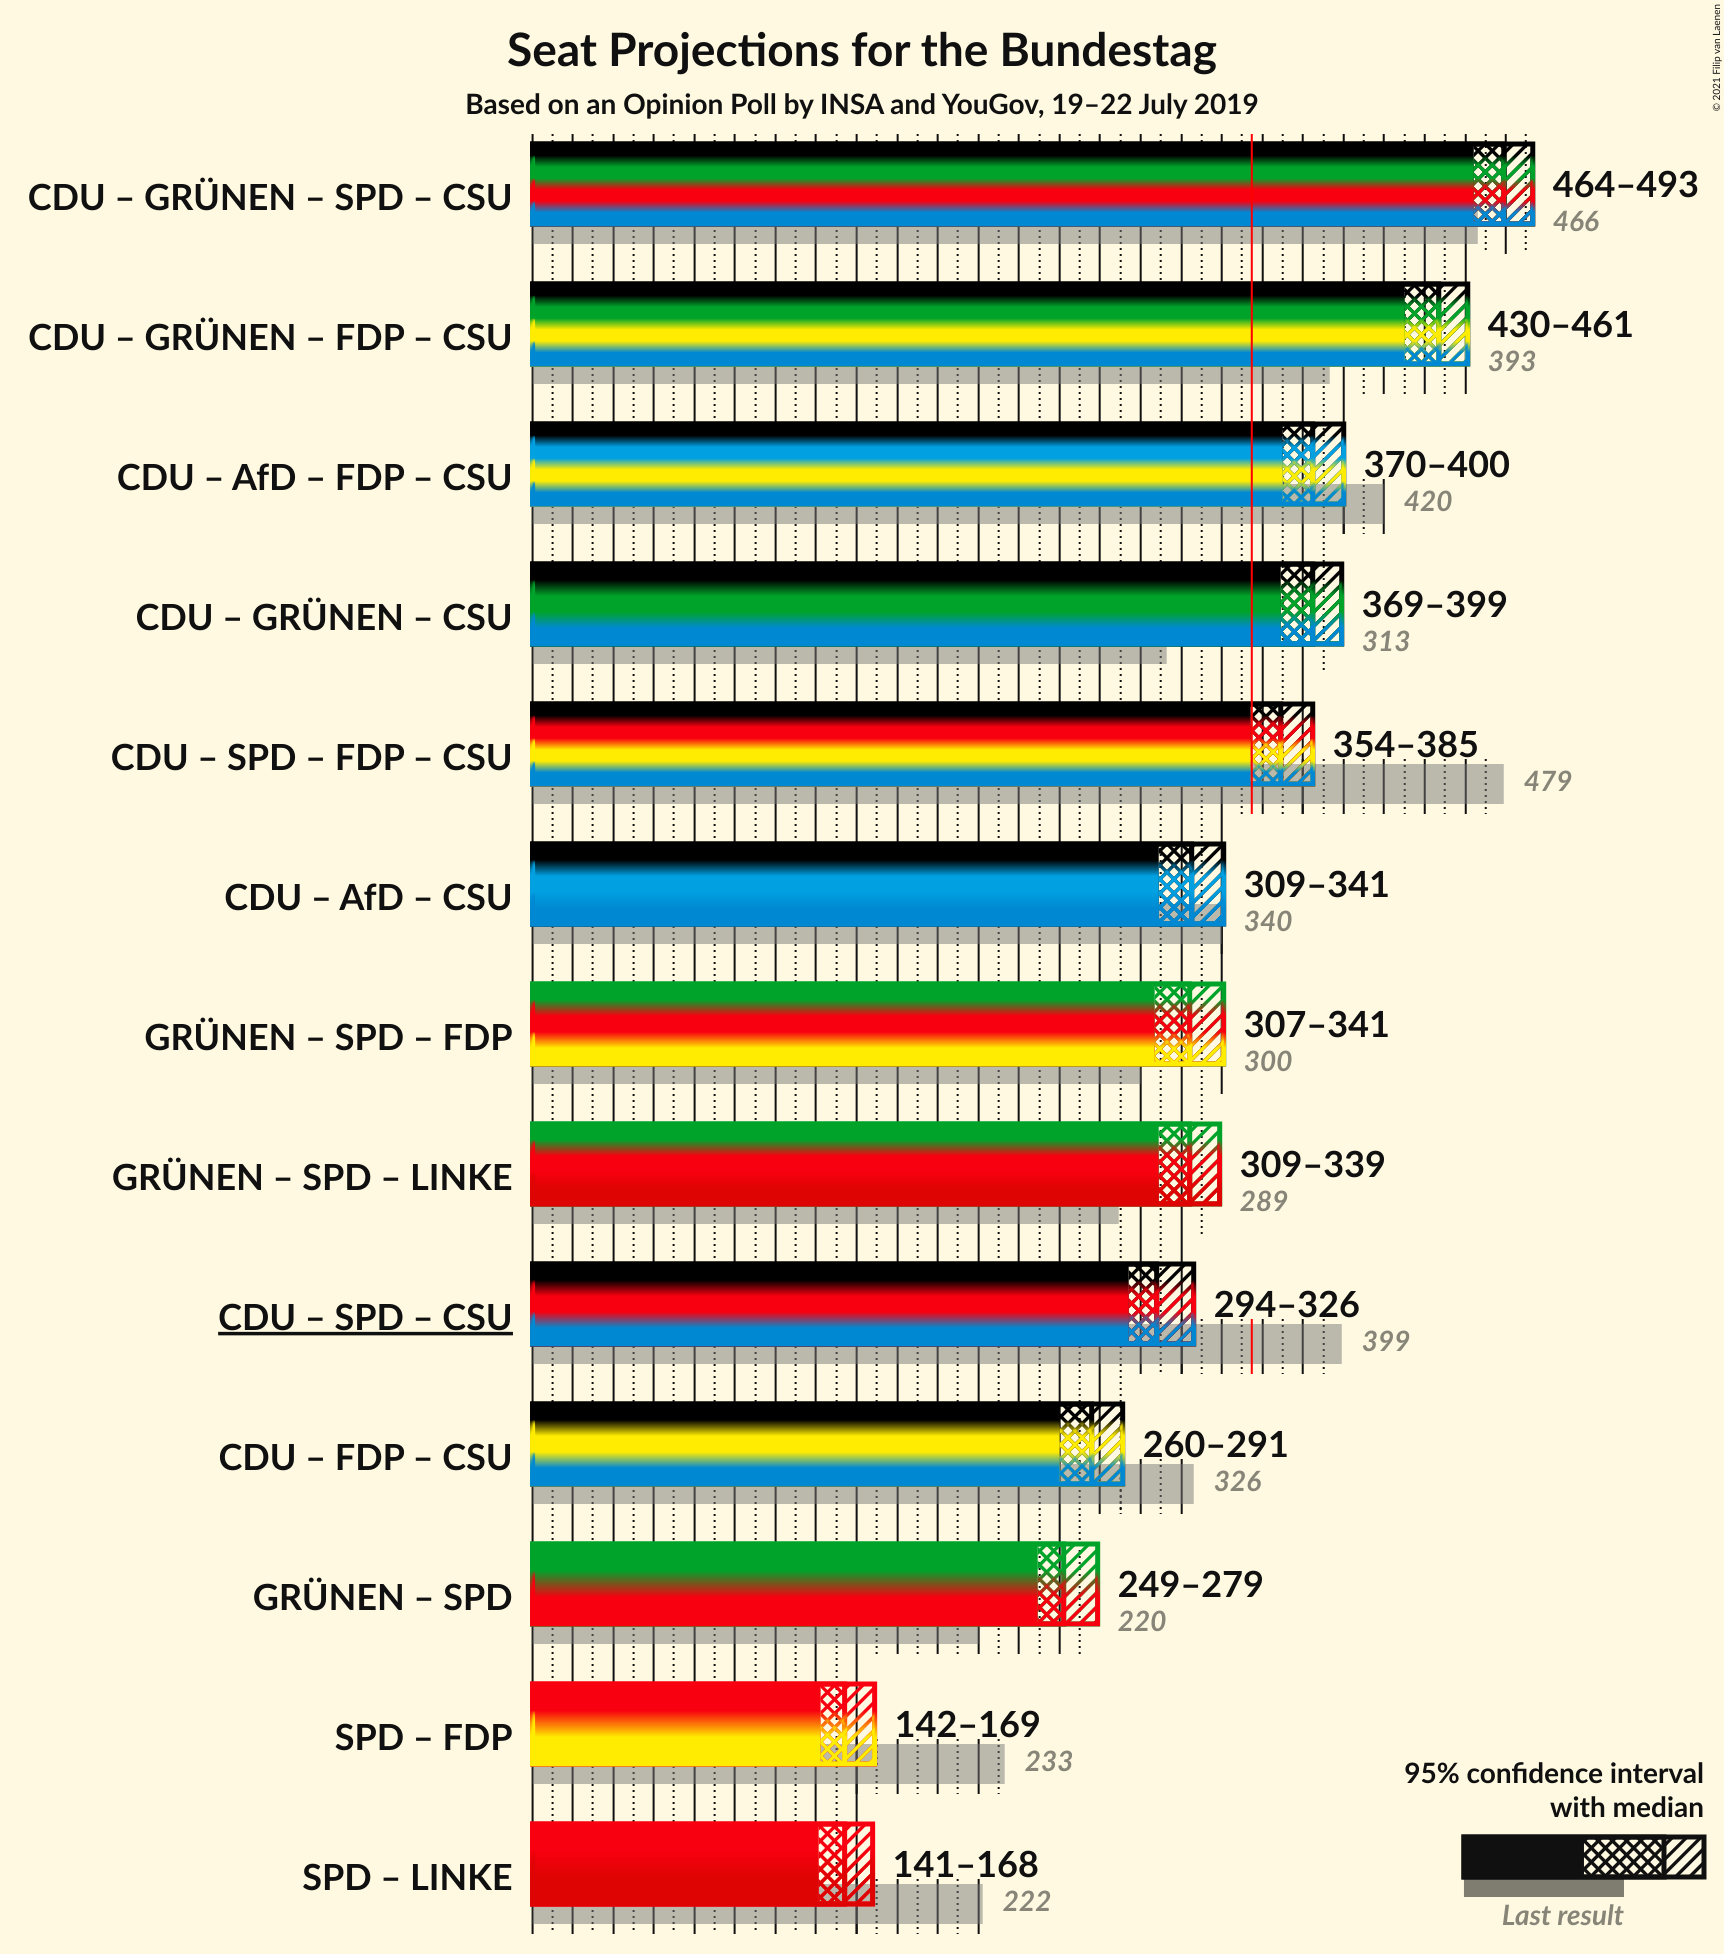 Seat Projections for the Bundestag
Based on an Opinion Poll by INSA and YouGov, 19–22 July 2019
© 2021 Filip van Laenen
CDU – GRÜNEN – SPD – CSU
464–493
466
CDU – GRÜNEN – FDP – CSU
430–461
393
CDU – AfD – FDP – CSU
370–400
420
CDU – GRÜNEN – CSU
369–399
313
CDU – SPD – FDP – CSU
354–385
479
CDU – AfD – CSU
309–341
340
GRÜNEN – SPD – FDP
307–341
300
GRÜNEN – SPD – LINKE
309–339
289
CDU – SPD – CSU
294–326
399
CDU – FDP – CSU
260–291
326
GRÜNEN – SPD
249–279
220
SPD – FDP
142–169
233
SPD – LINKE
141–168
222
95% confidence interval
with median
Last result